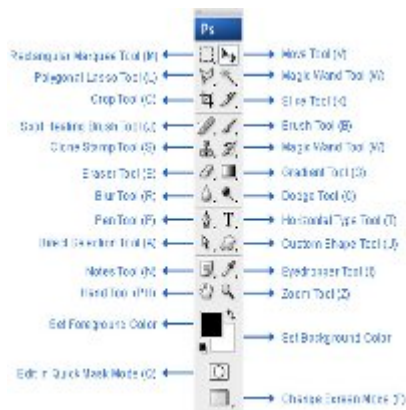 Ps
Rectangular Marquee Tool (M)
Move Tool (V)
Polygonal Lasso Tool (L)
Magic Wand Tool (W)
Crop Tool (C)
Slice Tool (K)
Spot Healing Brush Tool (J)
Brush Tool (B)
Clone Stamp Tool (S)
Magic Wand Tool (W)
Eraser Tool (E)
Gradient Tool (G)
Blur Tool (R)
Dodge Tool (O)
Pen Tool (P)
T
Horizontal Type Tool (T)
Direct Selection Tool (A)
Custom Shape Tool (U)
Notes Tool (N)
Eyedropper Tool (I)
Hand Tool (H)
Zoom Tool (Z)
Set Foreground Color
Set Background Color
Edit in Quick Mask Mode (Q)
Change Screen Mode (F)